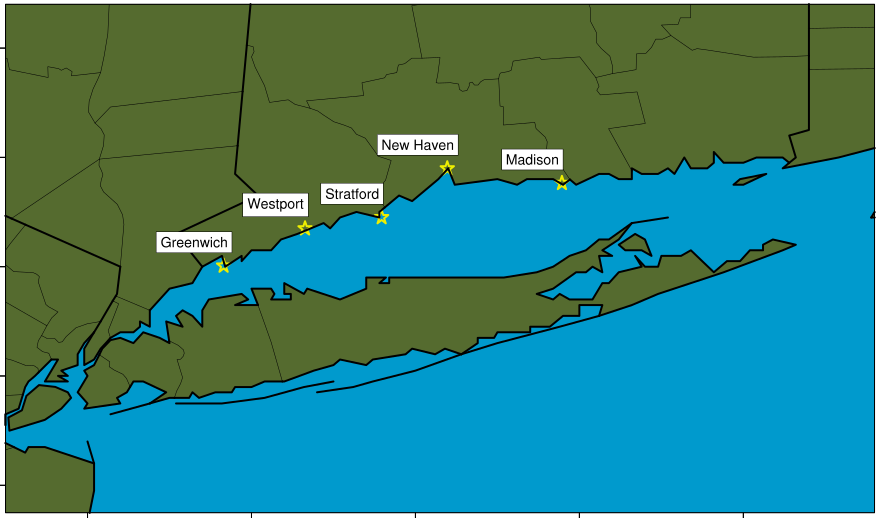 New Haven
Madison
Stratford
Westport
Greenwich